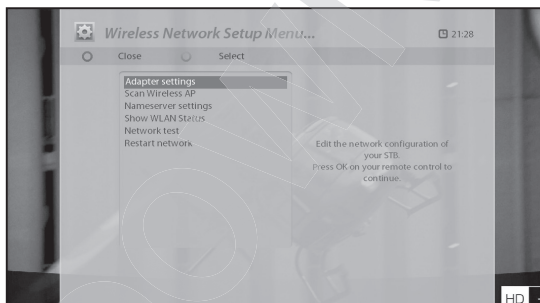 Wireless Network Setup Menu...
21:28
Close Select
Adapter settings
Scan Wireless AP
Nameserver settings
Show WLAN Status
Network test
Restart network
Edit the network configuration of
your STB.
Press OK on your remote control to
continue.
HD